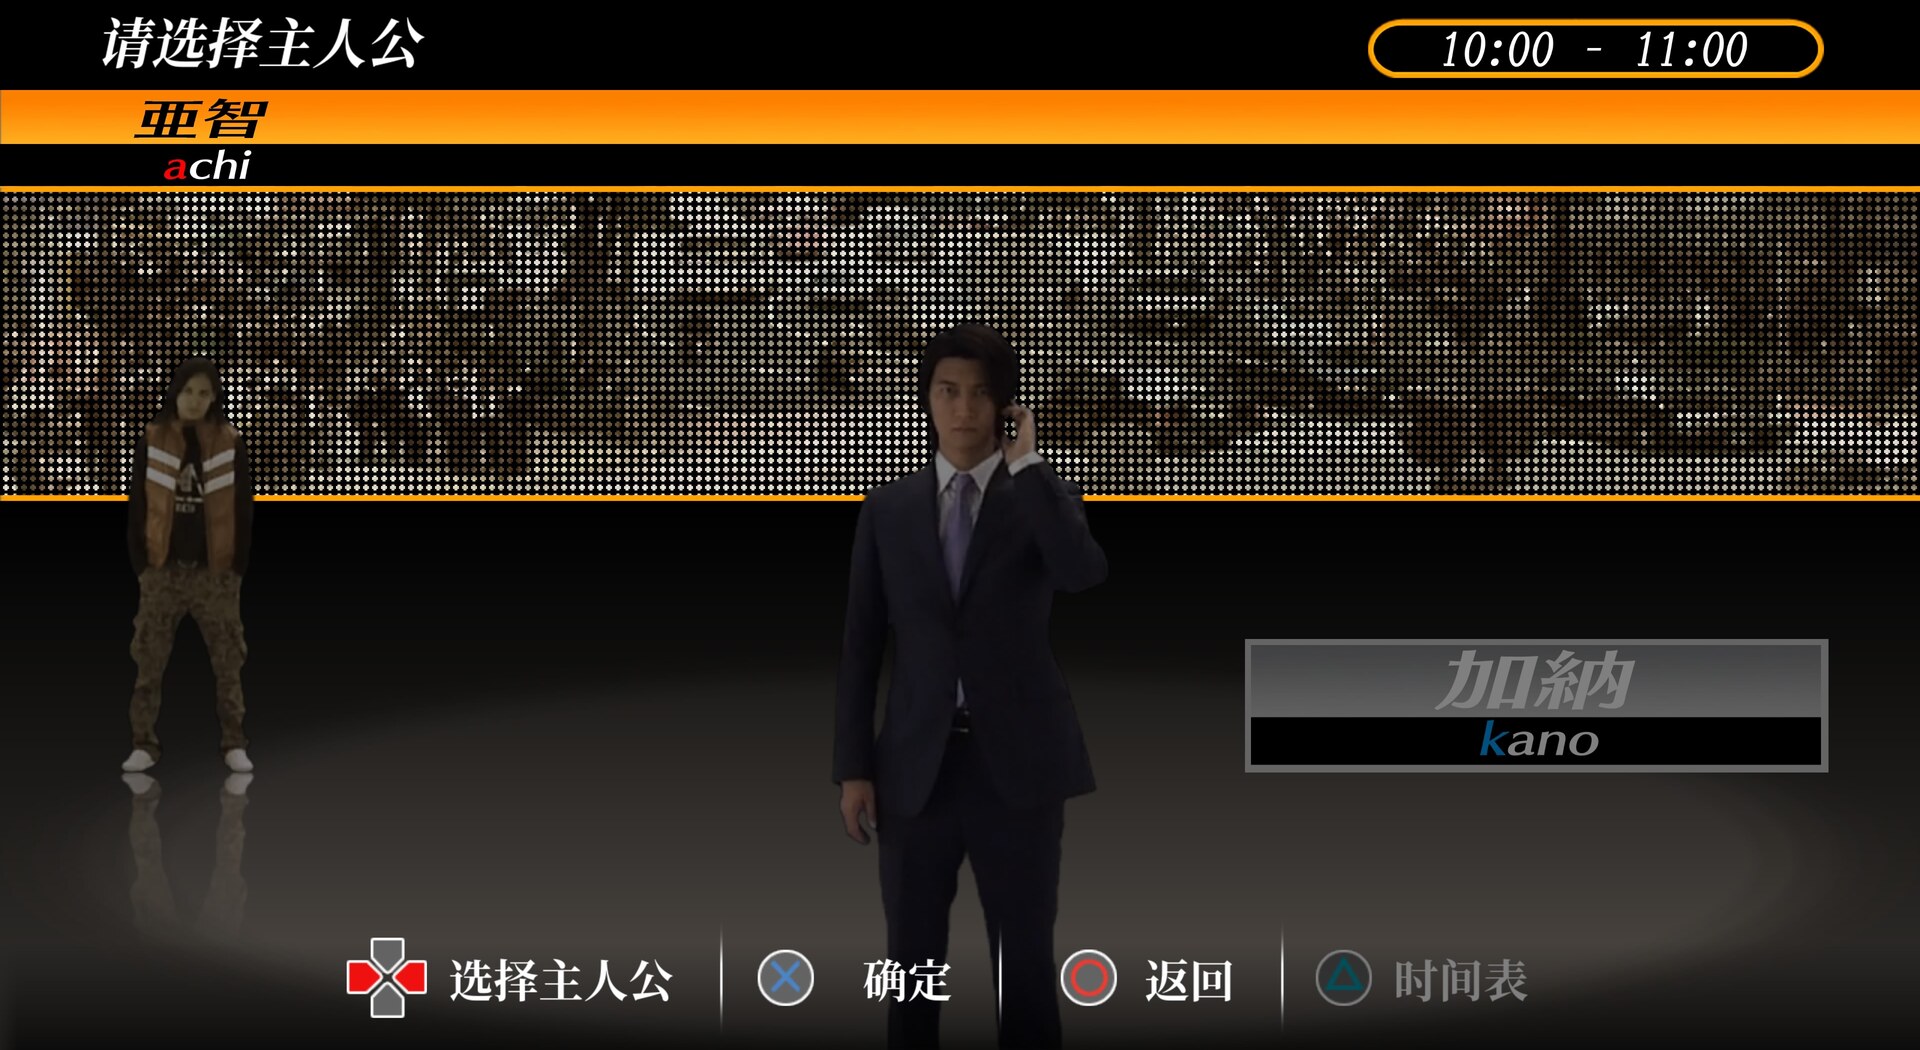 请选择主人公
10:00 - 11:00
亜智
achi
加納
kano
选择主人公
确定
返回
时间表